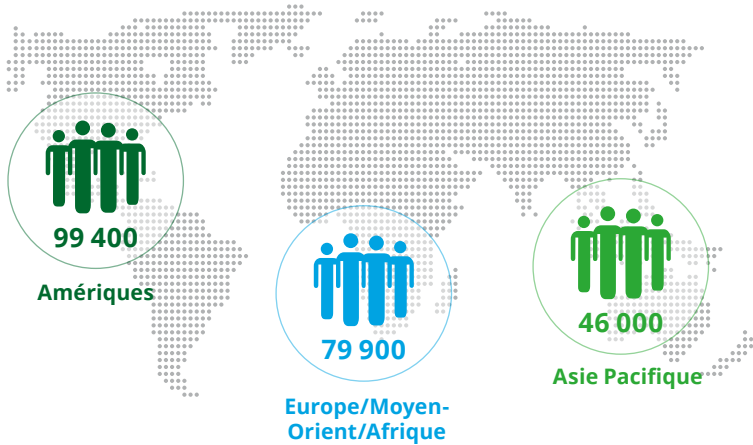 99 400
Amériques
79 900
Europe/Moyen-
Orient/Afrique
46 000
Asie Pacifique